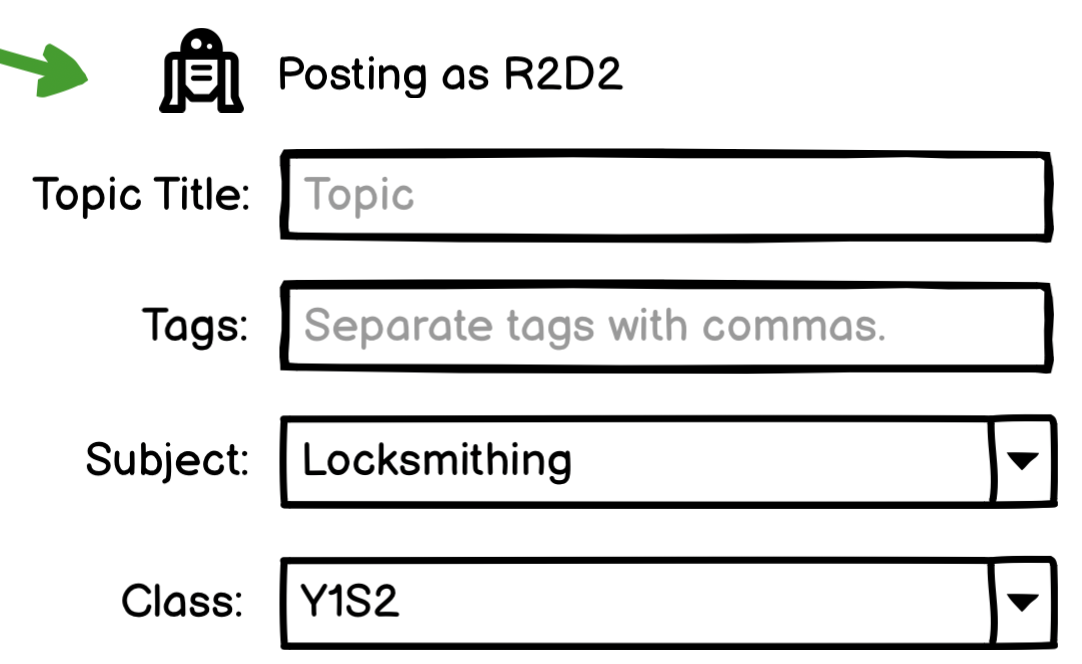 Posting as R2D2
Topic Title: Topic
Tags: Separate tags with commas.
Subject: Locksmithing
Class: Y1S2